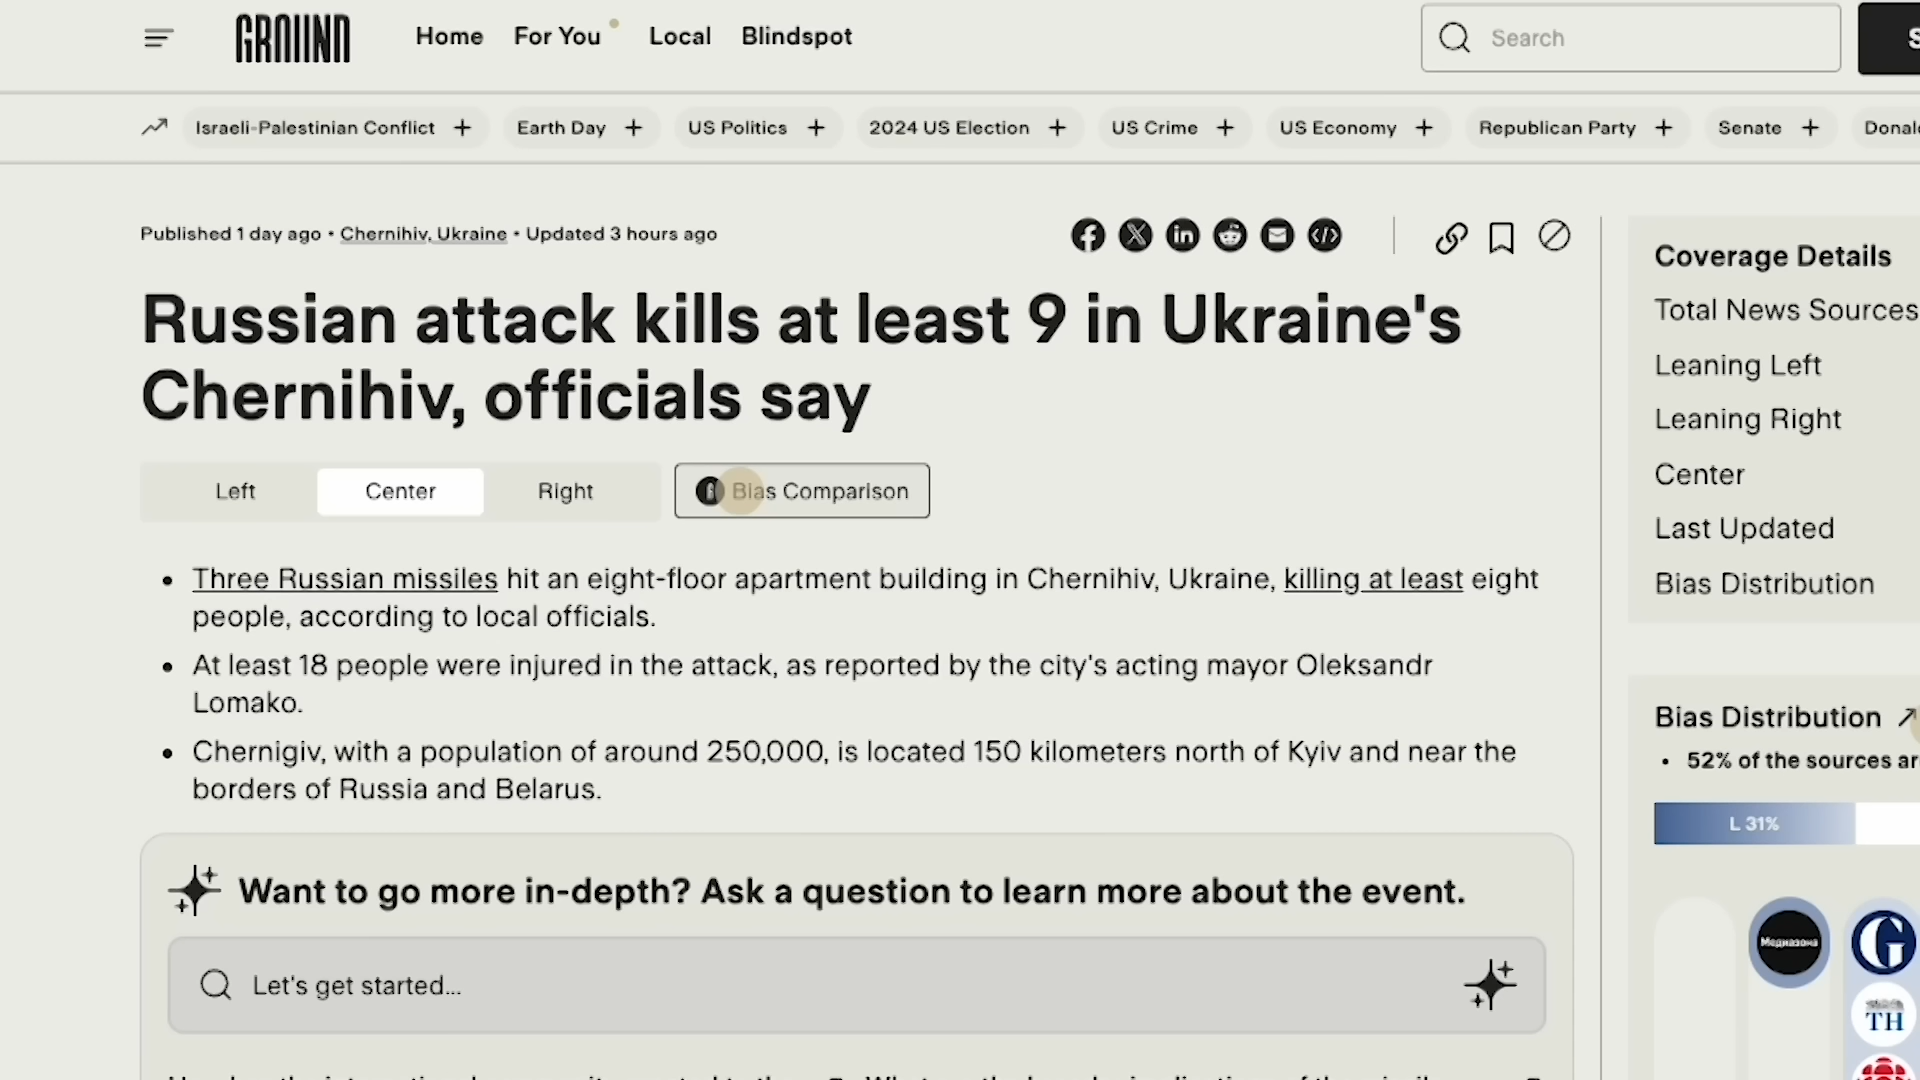 GROUND
Home For You Local Blindspot
Search
Israeli-Palestinian Conflict + Earth Day + US Politics + 2024 US Election + US Crime + US Economy + Republican Party + Senate +
Published 1 day ago • Chernihiv, Ukraine • Updated 3 hours ago
Russian attack kills at least 9 in Ukraine's
Chernihiv, officials say
Left Center Right Bias Comparison
• Three Russian missiles hit an eight-floor apartment building in Chernihiv, Ukraine, killing at least eight
people, according to local officials.
• At least 18 people were injured in the attack, as reported by the city's acting mayor Oleksandr
Lomako.
• Chernigiv, with a population of around 250,000, is located 150 kilometers north of Kyiv and near the
borders of Russia and Belarus.
Want to go more in-depth? Ask a question to learn more about the event.
Let's get started...
Coverage Details
Total News Sources
Leaning Left
Leaning Right
Center
Last Updated
Bias Distribution
Bias Distribution
• 52% of the sources
L 31%
Медиазона
G
TH